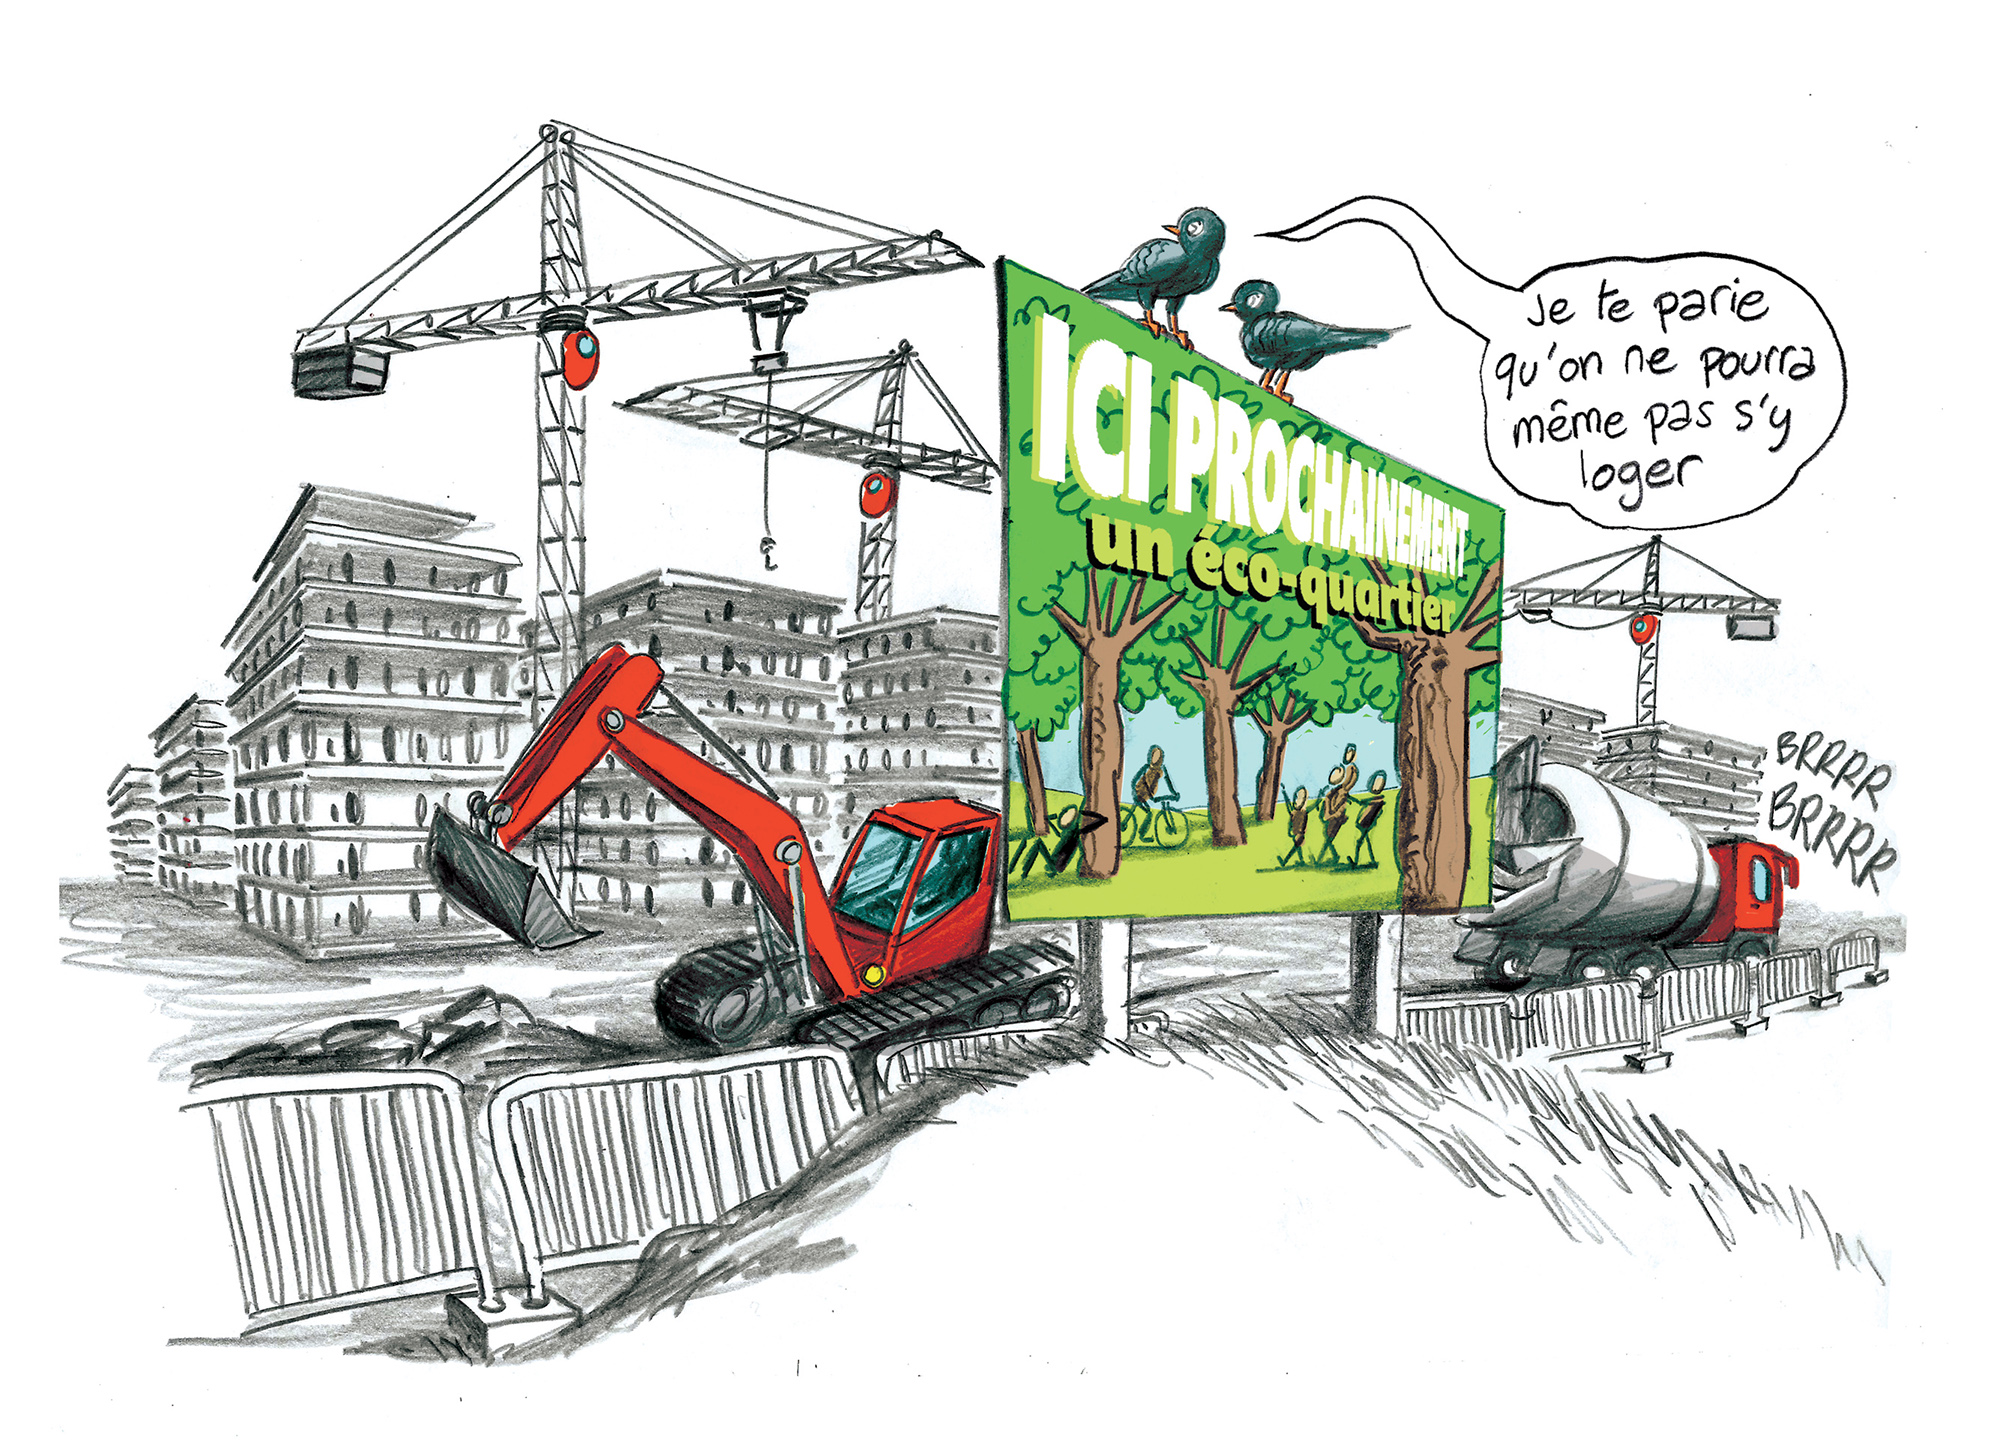 Je te parie
qu'on ne pourra
même pas s'y
loger
ICI PROCHAINEMENT
un éco-quartier
BRRRR
BRRRR